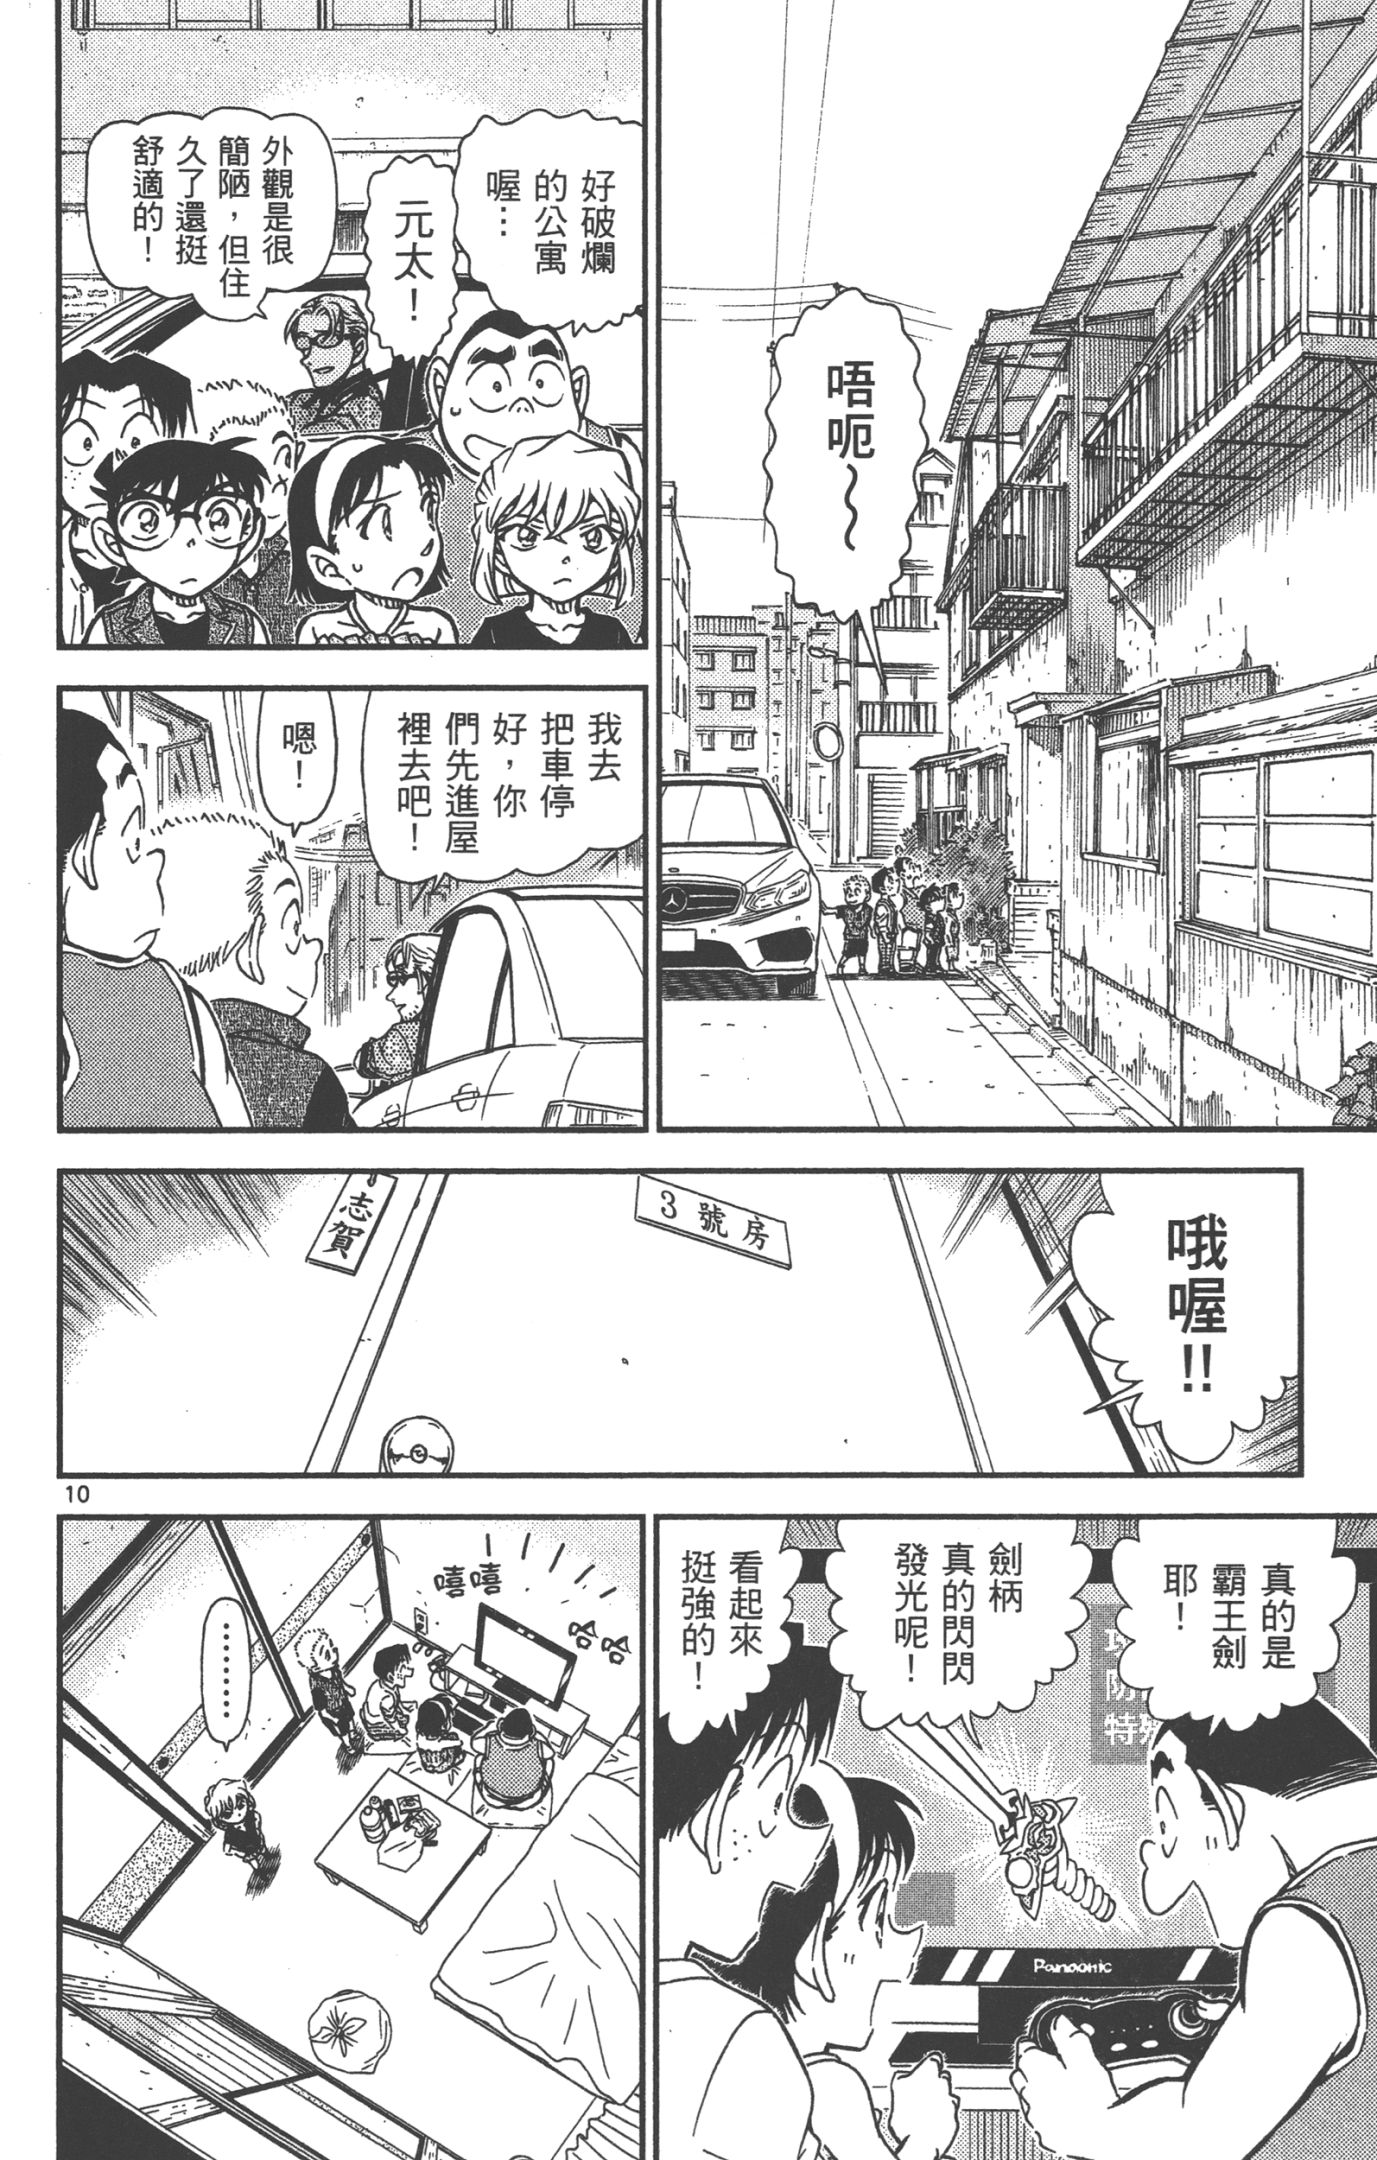 唔呃~
好破爛
的公寓
喔…
元太！
外觀是很
簡陋，但住
久了還挺
舒適的！
我去
把車停
好，你
們先進屋
裡去吧！
嗯！
哦喔!!
3號房
志賀
10
真的是
霸王劍
耶！
劍柄
真的閃閃
發光呢！
看起來
挺強的！
防
特
Panoonic
嘻嘻
哈哈
………